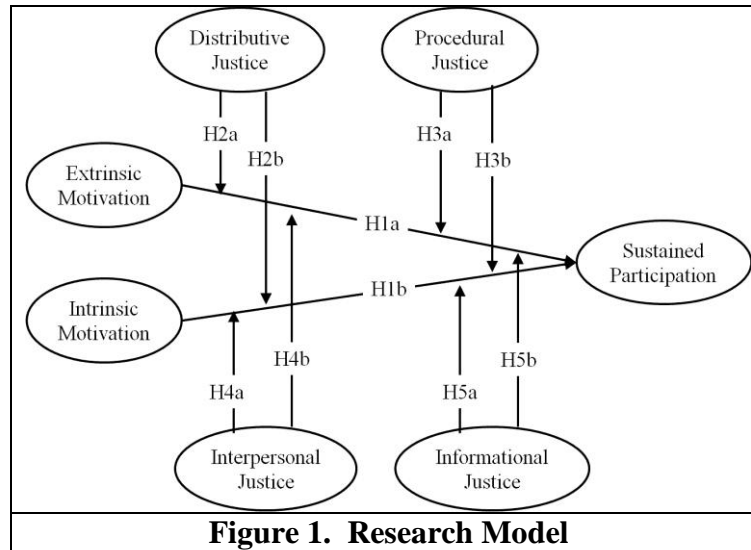 Distributive
Justice
Procedural
Justice
H2a
H2b
H3a
H3b
Extrinsic
Motivation
H1a
Sustained
Participation
Intrinsic
Motivation
H1b
H4a
H4b
H5a
H5b
Interpersonal
Justice
Informational
Justice
Figure 1. Research Model